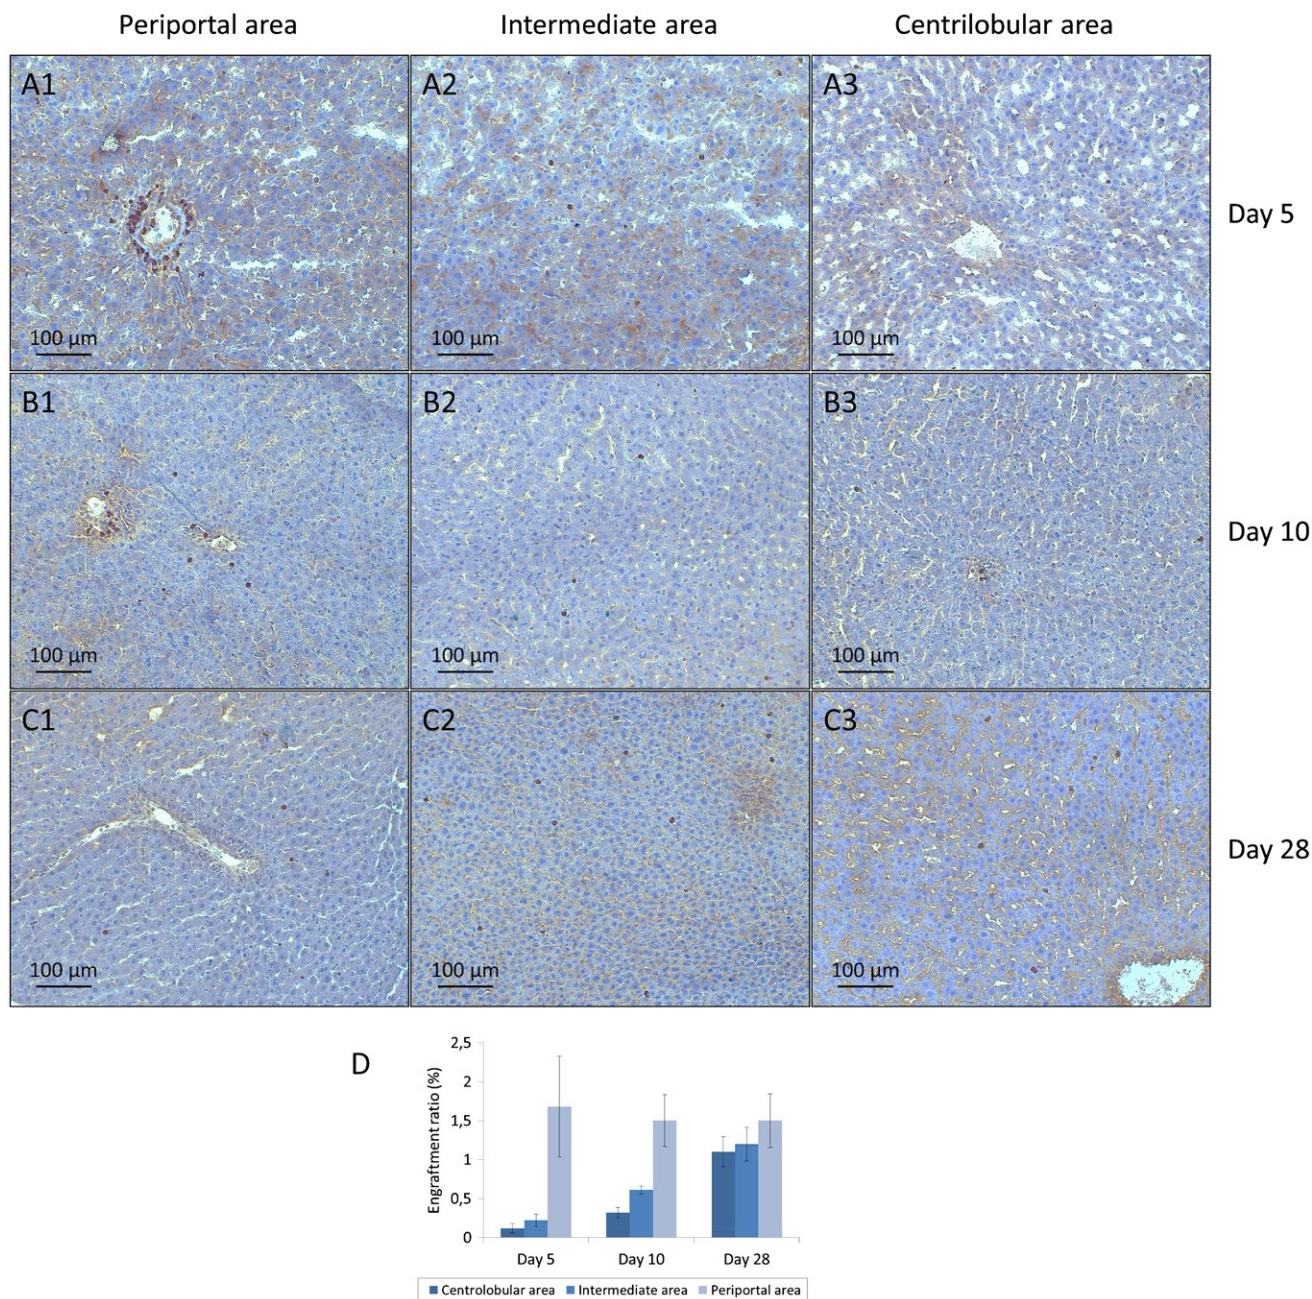 Periportal area Intermediate area Centrilobular area
A1 A2 A3
Day 5
100 µm 100 µm 100 µm
B1 B2 B3
Day 10
100 µm 100 µm 100 µm
C1 C2 C3
Day 28
100 µm 100 µm 100 µm
D
Engraftment ratio (%)
2,5
2
1,5
1
0,5
0
Day 5 Day 10 Day 28
Centrolobular area Intermediate area Periportal area